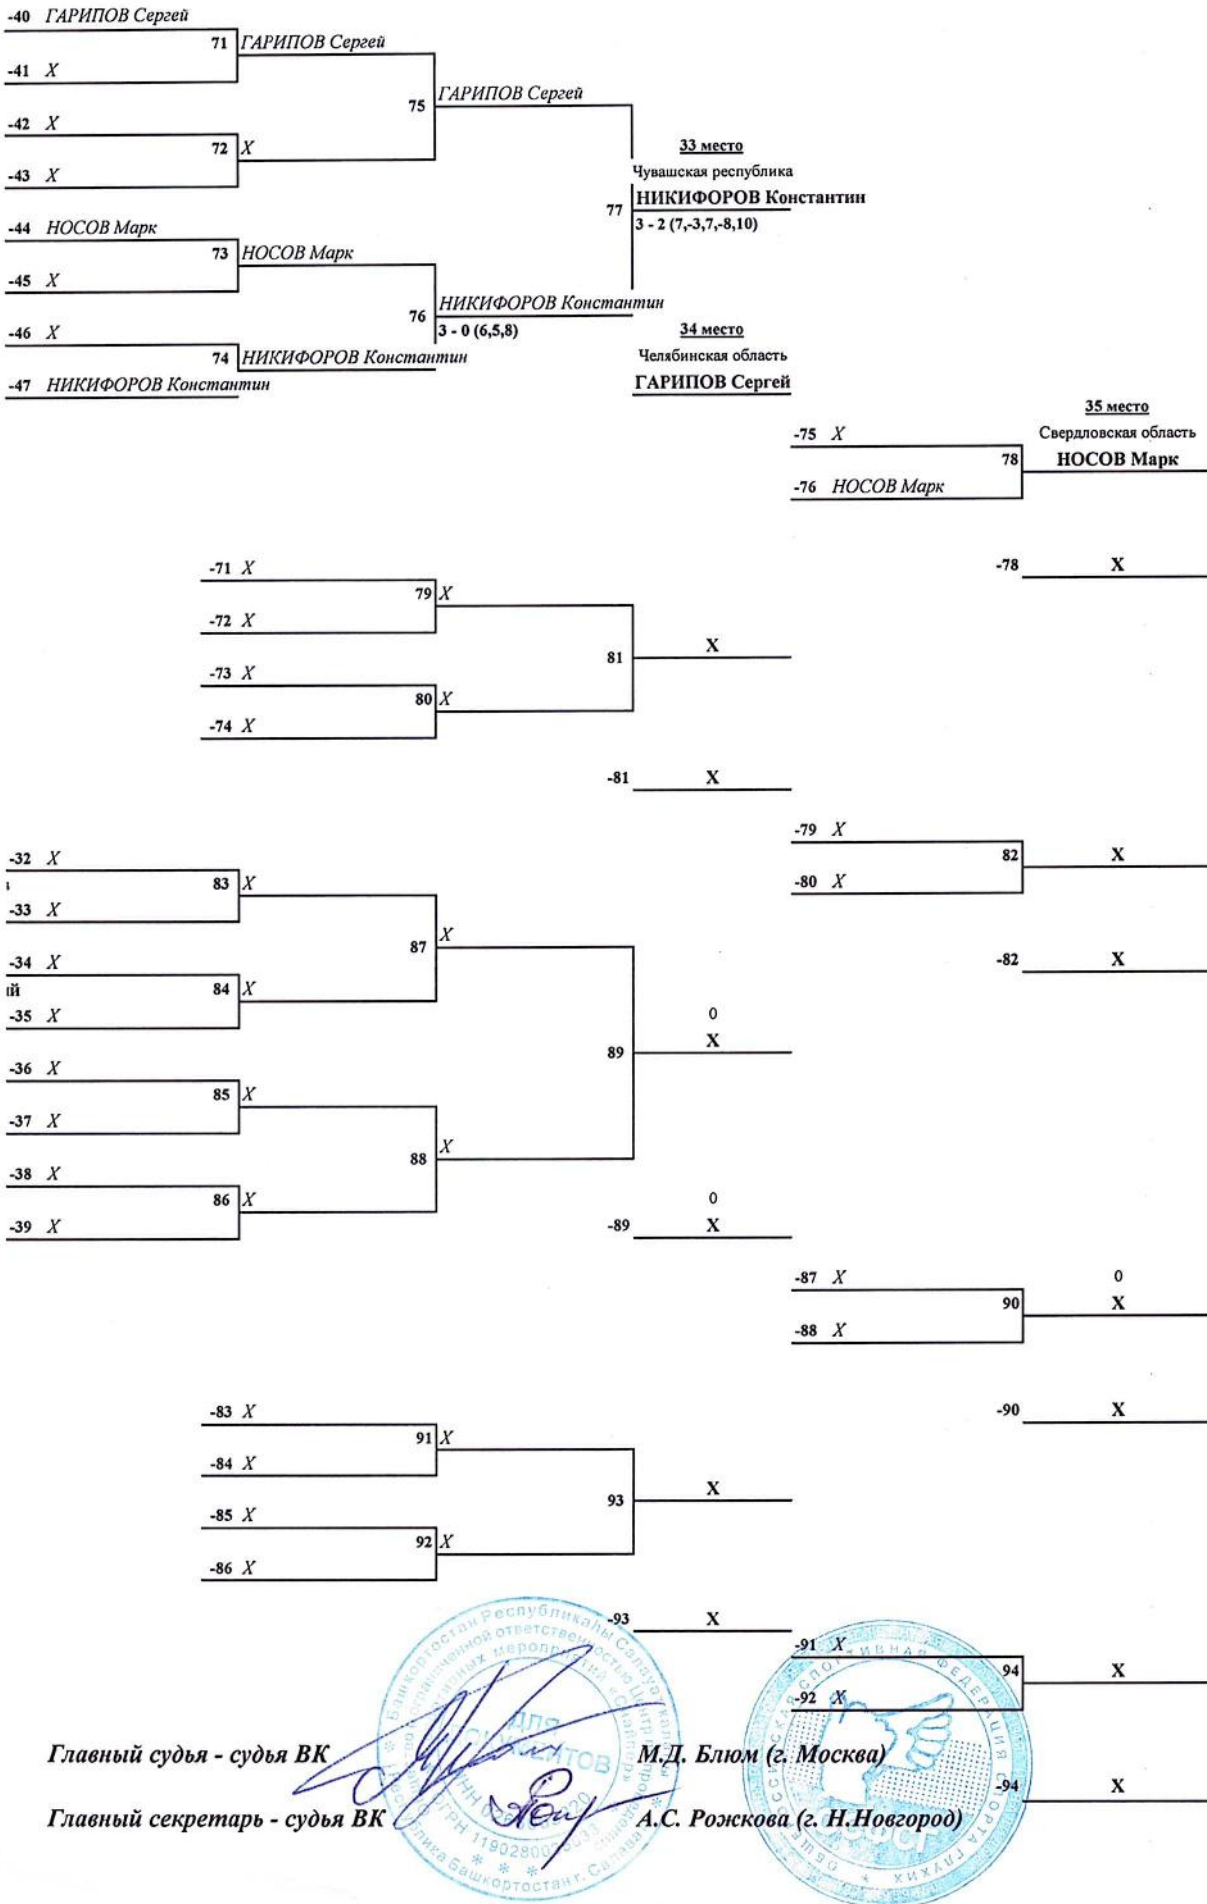 -40 ГАРИПОВ Сергей
71 ГАРИПОВ Сергей
-41 X
75 ГАРИПОВ Сергей
-42 X
72 X
-43 X
33 место
Чувашская республика
77 НИКИФОРОВ Константин
3 - 2 (7,-3,7,-8,10)
-44 НОСОВ Марк
73 НОСОВ Марк
-45 X
76 НИКИФОРОВ Константин
3 - 0 (6,5,8)
-46 X
74 НИКИФОРОВ Константин
-47 НИКИФОРОВ Константин
34 место
Челябинская область
ГАРИПОВ Сергей
-75 X
-76 НОСОВ Марк
78
35 место
Свердловская область
НОСОВ Марк
-78 X
-71 X
79 X
-72 X
81 X
-73 X
80 X
-74 X
-81 X
-79 X
82 X
-80 X
-82 X
-32 X
83 X
-33 X
87 X
-34 X
ий
84 X
-35 X
0
89 X
-36 X
85 X
-37 X
88 X
-38 X
86 X
-39 X
0
-89 X
-87 X
0
90 X
-88 X
-90 X
-83 X
91 X
-84 X
93 X
-85 X
92 X
-86 X
-93 X
-91 X
94 X
-92 X
-94 X
Главный судья - судья ВК М.Д. Блюм (г. Москва)
Главный секретарь - судья ВК А.С. Рожкова (г. Н.Новгород)
ДЛЯ
ДОКУМЕНТОВ